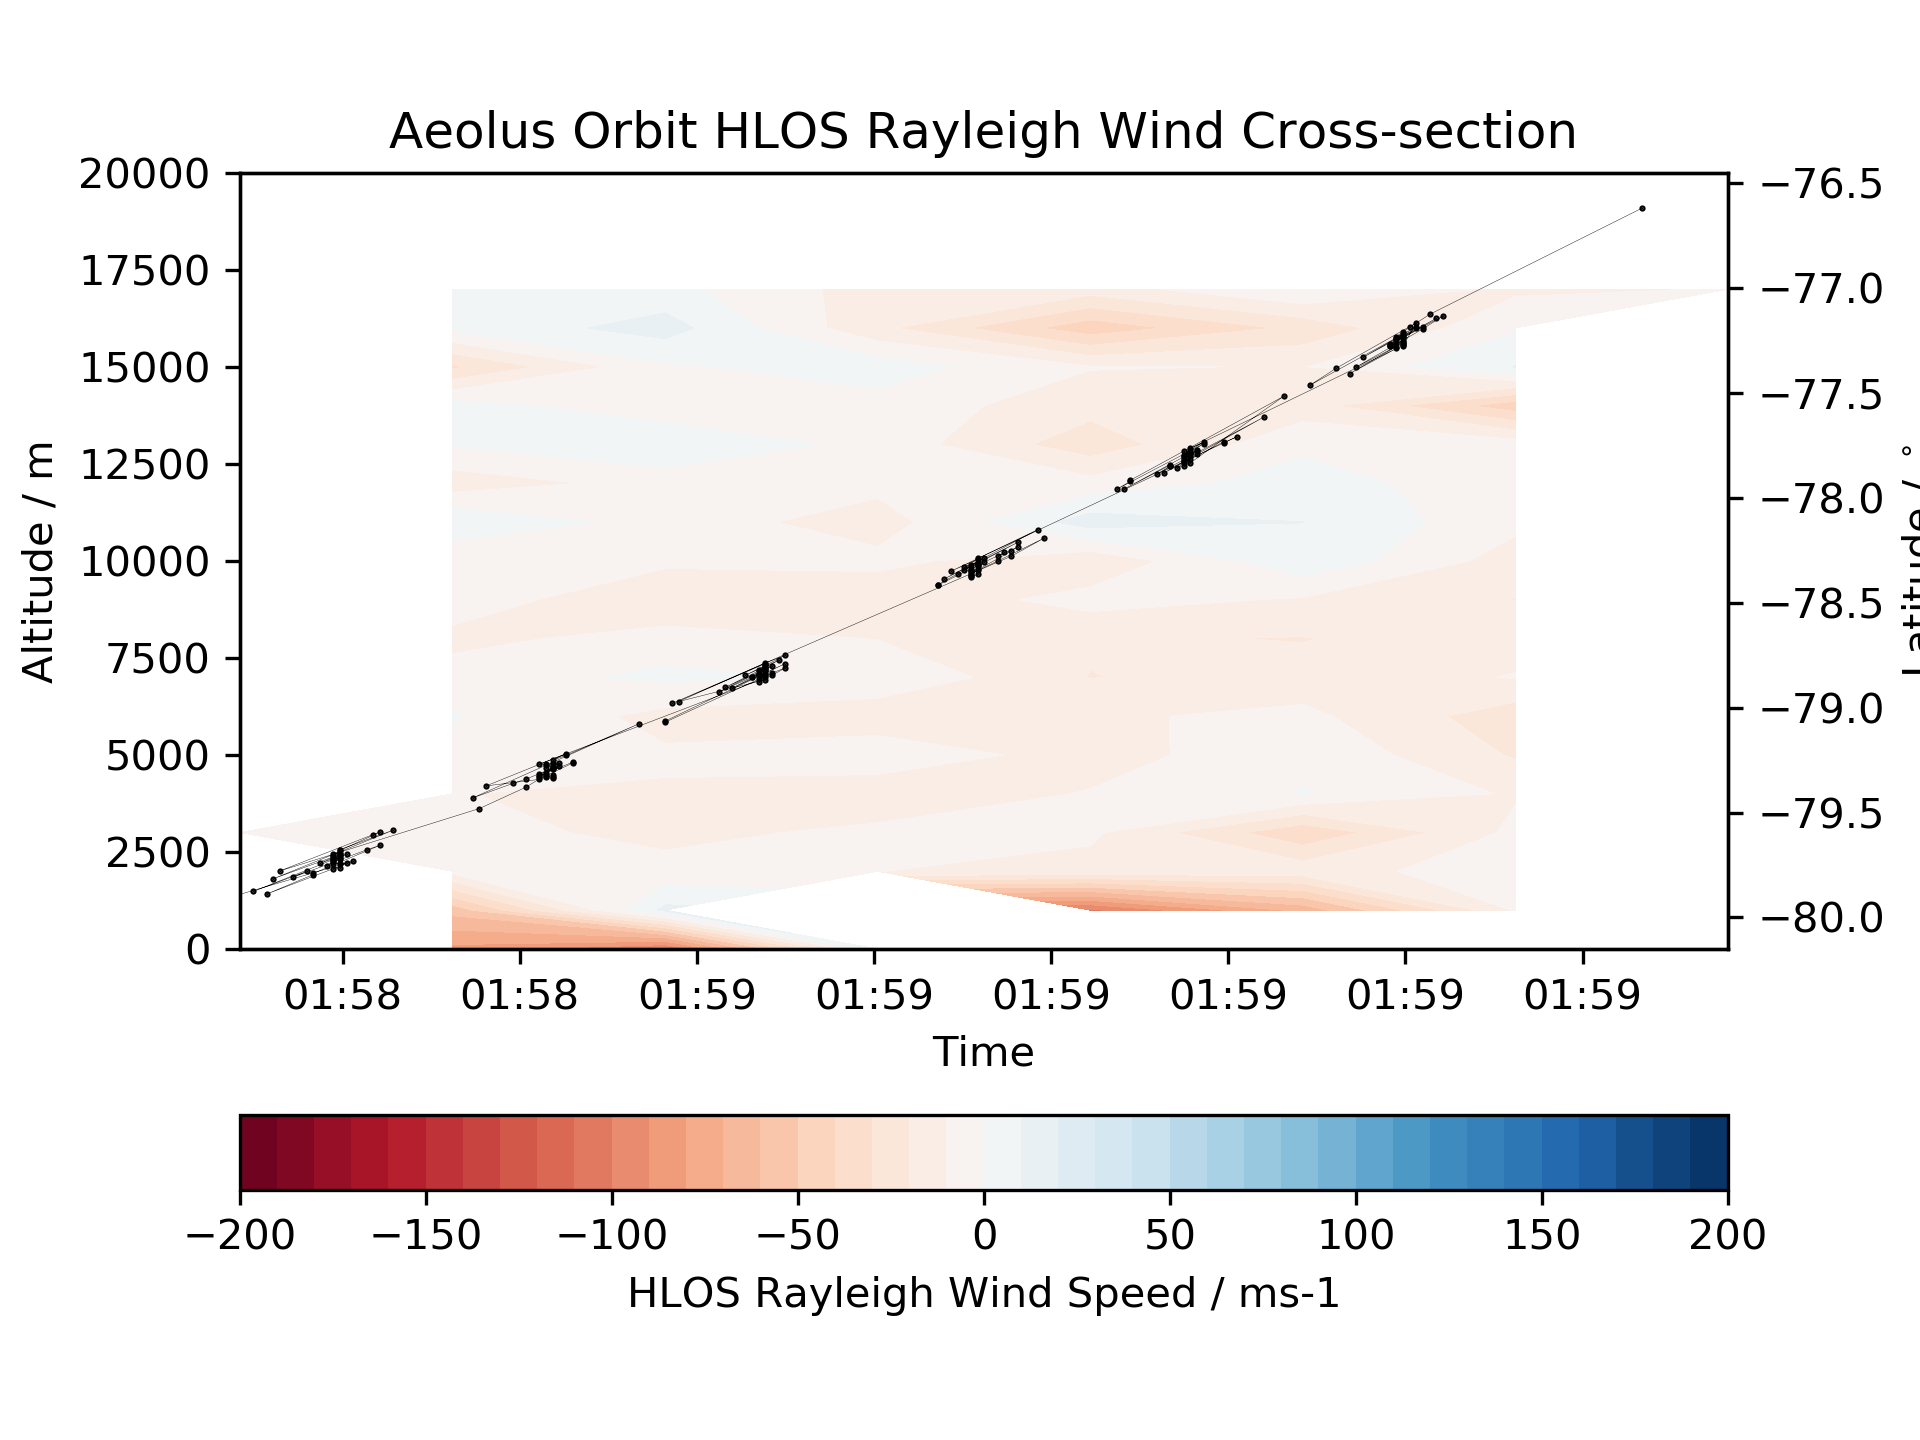 Aeolus Orbit HLOS Rayleigh Wind Cross-section
20000
17500
15000
12500
10000
7500
5000
2500
0
Altitude / m
−76.5
−77.0
−77.5
−78.0
−78.5
−79.0
−79.5
−80.0
Latitude / °
01:58 01:58 01:59 01:59 01:59 01:59 01:59 01:59
Time
−200 −150 −100 −50 0 50 100 150 200
HLOS Rayleigh Wind Speed / ms-1